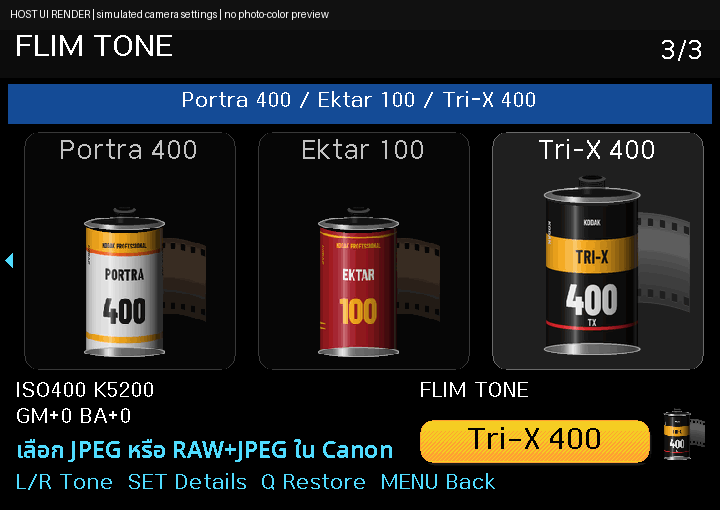 HOST UI RENDER | simulated camera settings | no photo-color preview
FLIM TONE
3/3
Portra 400 / Ektar 100 / Tri-X 400
Portra 400
Ektar 100
Tri-X 400
KODAK PROFESSIONAL
PORTRA
400
KODAK PROFESSIONAL
EKTAR
100
KODAK
TRI-X
400
TX
ISO400 K5200
FLIM TONE
GM+0 BA+0
Tri-X 400
TRI-X
400
เลือก JPEG หรือ RAW+JPEG ใน Canon
L/R Tone SET Details Q Restore MENU Back